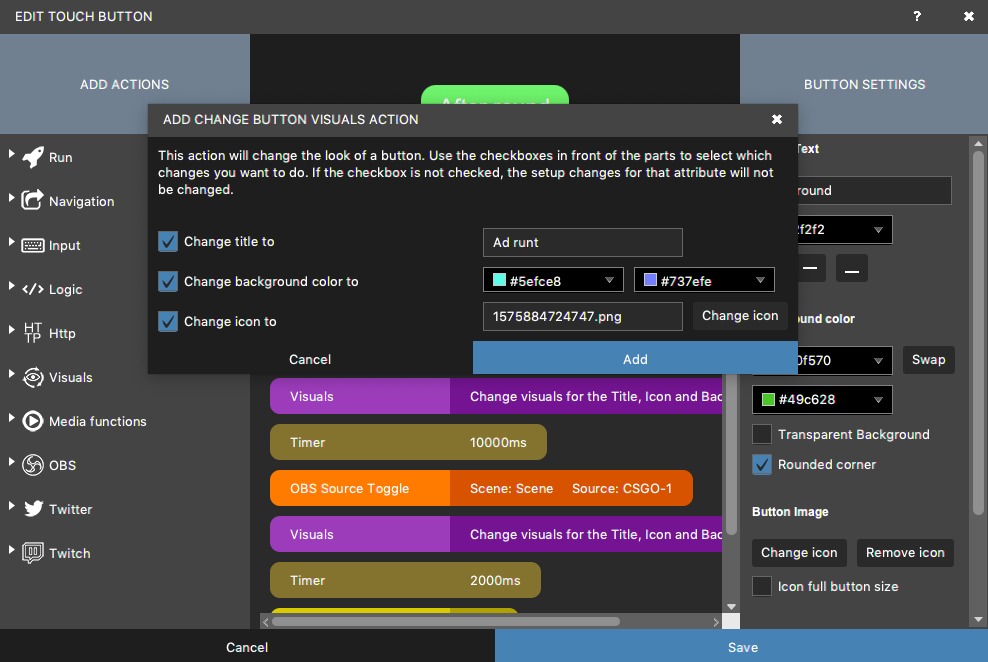 EDIT TOUCH BUTTON
?
ADD ACTIONS
BUTTON SETTINGS
ADD CHANGE BUTTON VISUALS ACTION
This action will change the look of a button. Use the checkboxes in front of the parts to select which
changes you want to do. If the checkbox is not checked, the setup changes for that attribute will not
be changed.
Change title to
Ad runt
Change background color to
#5efce8
#737efe
Change icon to
1575884724747.png
Change icon
Cancel
Add
Run
Navigation
Input
Logic
HTTP Http
Visuals
Media functions
OBS
Twitter
Twitch
Visuals
Change visuals for the Title, Icon and Bac
Timer
10000ms
OBS Source Toggle
Scene: Scene Source: CSGO-1
Visuals
Change visuals for the Title, Icon and Bac
Timer
2000ms
Text
round
f2f2
ound color
0f570
Swap
#49c628
Transparent Background
Rounded corner
Button Image
Change icon
Remove icon
Icon full button size
Cancel
Save